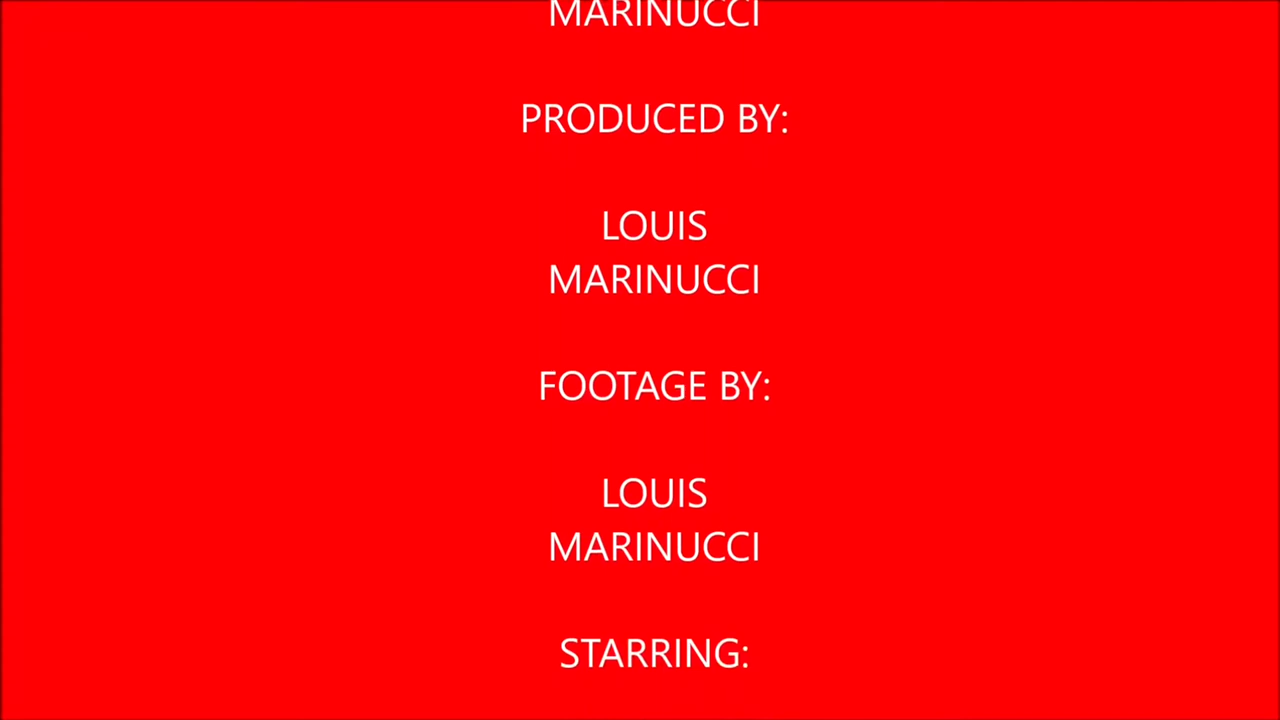 MARINUCCI
PRODUCED BY:
LOUIS
MARINUCCI
FOOTAGE BY:
LOUIS
MARINUCCI
STARRING: